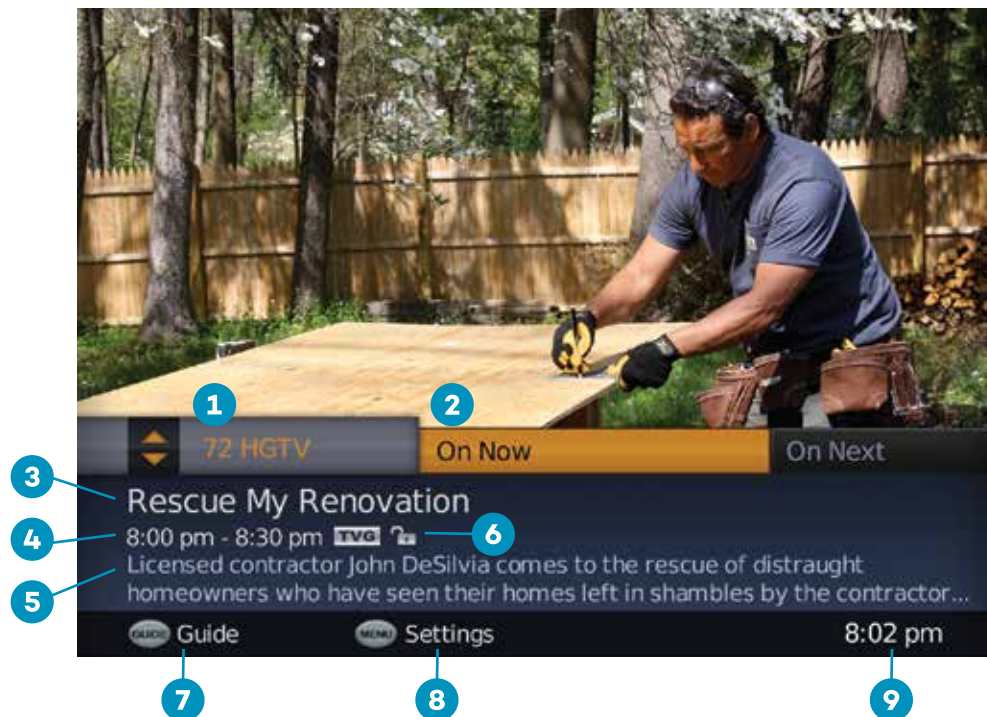 1
2
72 HGTV
On Now
On Next
3
Rescue My Renovation
4
8:00 pm - 8:30 pm TVG
6
5
Licensed contractor John DeSilvia comes to the rescue of distraught
homeowners who have seen their homes left in shambles by the contractor...
GUIDE Guide
MENU Settings
8:02 pm
7
8
9